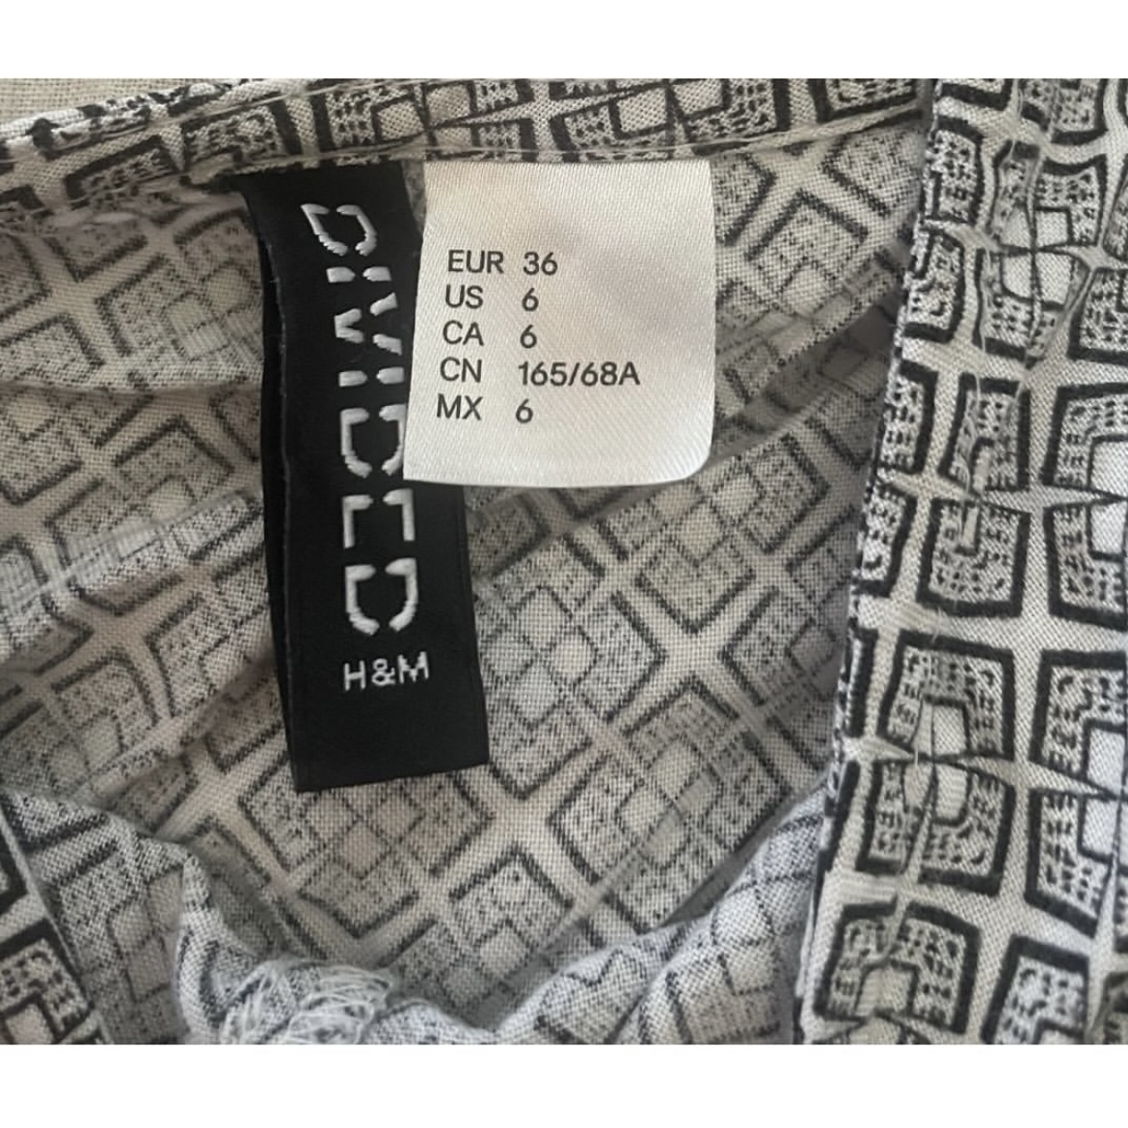 DIVIDED
H&M
EUR 36
US 6
CA 6
CN 165/68A
MX 6